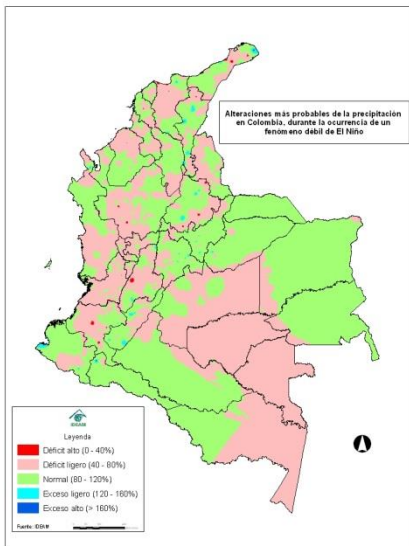 Alteraciones más probables de la precipitación
en Colombia, durante la ocurrencia de un
fenómeno débil de El Niño
IDEAM
Leyenda
Déficit alto (0 - 40%)
Déficit ligero (40 - 80%)
Normal (80 - 120%)
Exceso ligero (120 - 160%)
Exceso alto (> 160%)
Fuente: IDEAM